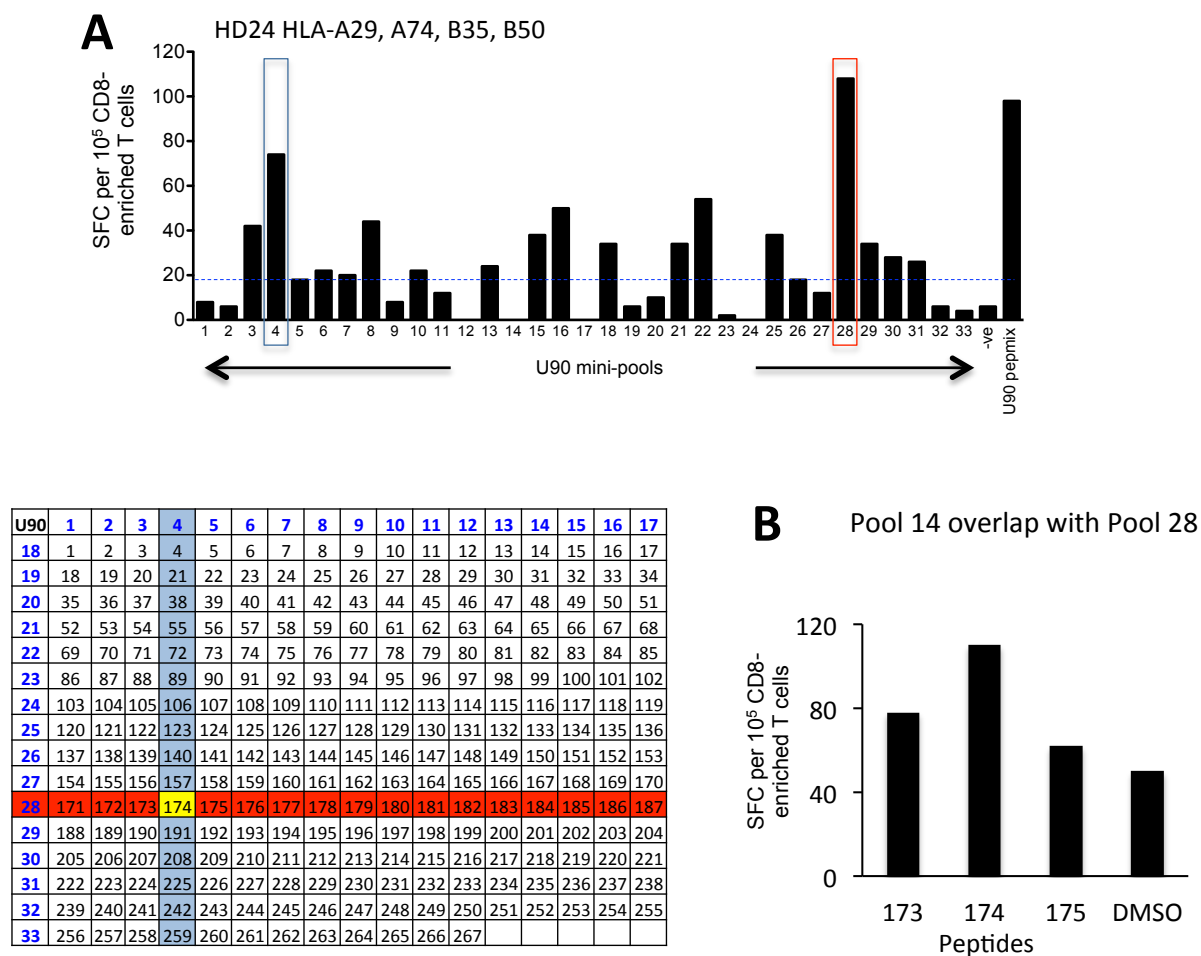 A
HD24 HLA-A29, A74, B35, B50
SFC per 10⁵ CD8-
enriched T cells
120
100
80
60
40
20
0
1 2 3 4 5 6 7 8 9 10 11 12 13 14 15 16 17 18 19 20 21 22 23 24 25 26 27 28 29 30 31 32 33 -ve U90 pepmix
U90 mini-pools
U90 1 2 3 4 5 6 7 8 9 10 11 12 13 14 15 16 17
18 1 2 3 4 5 6 7 8 9 10 11 12 13 14 15 16 17
19 18 19 20 21 22 23 24 25 26 27 28 29 30 31 32 33 34
20 35 36 37 38 39 40 41 42 43 44 45 46 47 48 49 50 51
21 52 53 54 55 56 57 58 59 60 61 62 63 64 65 66 67 68
22 69 70 71 72 73 74 75 76 77 78 79 80 81 82 83 84 85
23 86 87 88 89 90 91 92 93 94 95 96 97 98 99 100 101 102
24 103 104 105 106 107 108 109 110 111 112 113 114 115 116 117 118 119
25 120 121 122 123 124 125 126 127 128 129 130 131 132 133 134 135 136
26 137 138 139 140 141 142 143 144 145 146 147 148 149 150 151 152 153
27 154 155 156 157 158 159 160 161 162 163 164 165 166 167 168 169 170
28 171 172 173 174 175 176 177 178 179 180 181 182 183 184 185 186 187
29 188 189 190 191 192 193 194 195 196 197 198 199 200 201 202 203 204
30 205 206 207 208 209 210 211 212 213 214 215 216 217 218 219 220 221
31 222 223 224 225 226 227 228 229 230 231 232 233 234 235 236 237 238
32 239 240 241 242 243 244 245 246 247 248 249 250 251 252 253 254 255
33 256 257 258 259 260 261 262 263 264 265 266 267
B
Pool 14 overlap with Pool 28
SFC per 10⁵ CD8-
enriched T cells
120
80
40
0
173 174 175 DMSO
Peptides